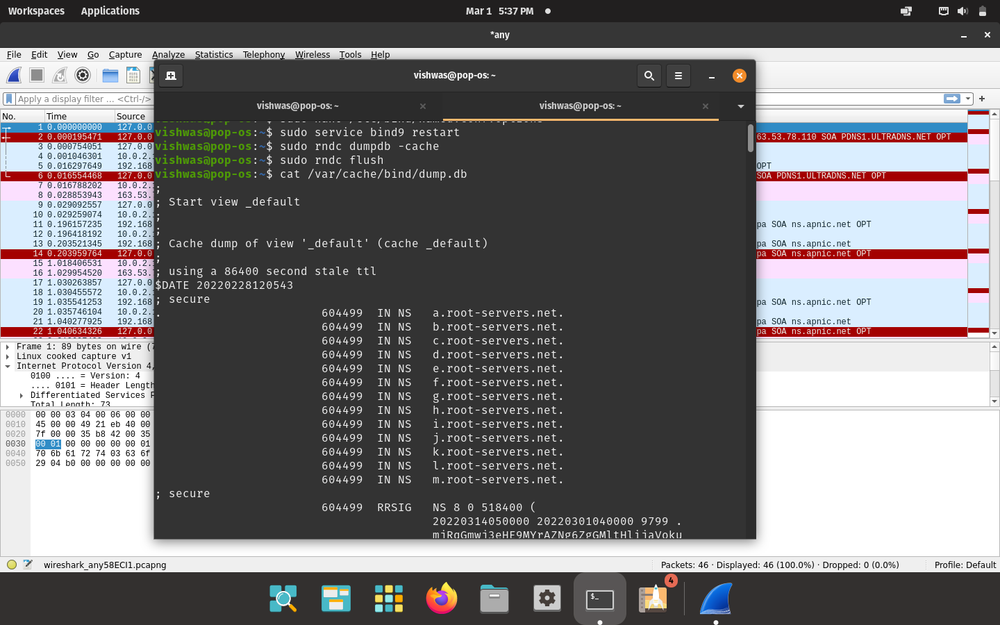 Workspaces Applications Mar 1 5:37 PM
*any
File Edit View Go Capture Analyze Statistics Telephony Wireless Tools Help
vishwas@pop-os: ~
Apply a display filter … <Ctrl-/>
vishwas@pop-os: ~ vishwas@pop-os: ~
No. Time Source
1 0.000000000 127.0.0
2 0.000195471 127.0.0 63.53.78.110 SOA PDNS1.ULTRADNS.NET OPT
3 0.000754051 127.0.0
4 0.001046301 10.0.2.
5 0.016297649 192.168 OPT
6 0.016554468 127.0.0 SOA PDNS1.ULTRADNS.NET OPT
7 0.016788202 10.0.2.
8 0.028853943 163.53.
9 0.029092557 127.0.0
10 0.029259074 10.0.2.
11 0.196157235 192.168 pa SOA ns.apnic.net OPT
12 0.196418192 10.0.2.
13 0.203521345 192.168 pa SOA ns.apnic.net
14 0.203959764 127.0.0 pa SOA ns.apnic.net OPT
15 1.018406531 10.0.2.
16 1.029954520 163.53.
17 1.030263857 127.0.0
18 1.030455572 10.0.2.
19 1.035541253 192.168 pa SOA ns.apnic.net OPT
20 1.035746104 10.0.2.
21 1.040277925 192.168 pa SOA ns.apnic.net
22 1.040634326 127.0.0 pa SOA ns.apnic.net OPT
vishwas@pop-os:~$ sudo service bind9 restart
vishwas@pop-os:~$ sudo rndc dumpdb -cache
vishwas@pop-os:~$ sudo rndc flush
vishwas@pop-os:~$ cat /var/cache/bind/dump.db
;
; Start view _default
;
;
; Cache dump of view '_default' (cache _default)
;
; using a 86400 second stale ttl
$DATE 20220228120543
; secure
. 604499 IN NS a.root-servers.net.
604499 IN NS b.root-servers.net.
604499 IN NS c.root-servers.net.
604499 IN NS d.root-servers.net.
604499 IN NS e.root-servers.net.
604499 IN NS f.root-servers.net.
604499 IN NS g.root-servers.net.
604499 IN NS h.root-servers.net.
604499 IN NS i.root-servers.net.
604499 IN NS j.root-servers.net.
604499 IN NS k.root-servers.net.
604499 IN NS l.root-servers.net.
604499 IN NS m.root-servers.net.
; secure
604499 RRSIG NS 8 0 518400 (
20220314050000 20220301040000 9799 .
Frame 1: 89 bytes on wire (7
Linux cooked capture v1
Internet Protocol Version 4,
0100 .... = Version: 4
.... 0101 = Header Length
Differentiated Services F
Total Length: 73
0000 00 00 03 04 00 06 00 00
0010 45 00 00 49 21 eb 40 00
0020 7f 00 00 35 b8 42 00 35
0030 00 01 00 00 00 00 00 01
0040 70 6b 61 72 74 03 63 6f
0050 29 04 b0 00 00 00 00 00
wireshark_any58ECI1.pcapng Packets: 46 · Displayed: 46 (100.0%) · Dropped: 0 (0.0%) Profile: Default
4
$_